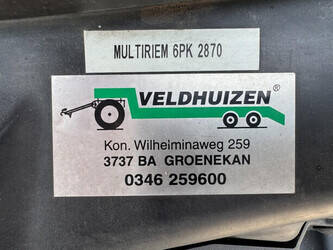 MULTIRIEM 6PK 2870
VELDHUIZEN®
Kon. Wilhelminaweg 259
3737 BA GROENEKAN
0346 259600